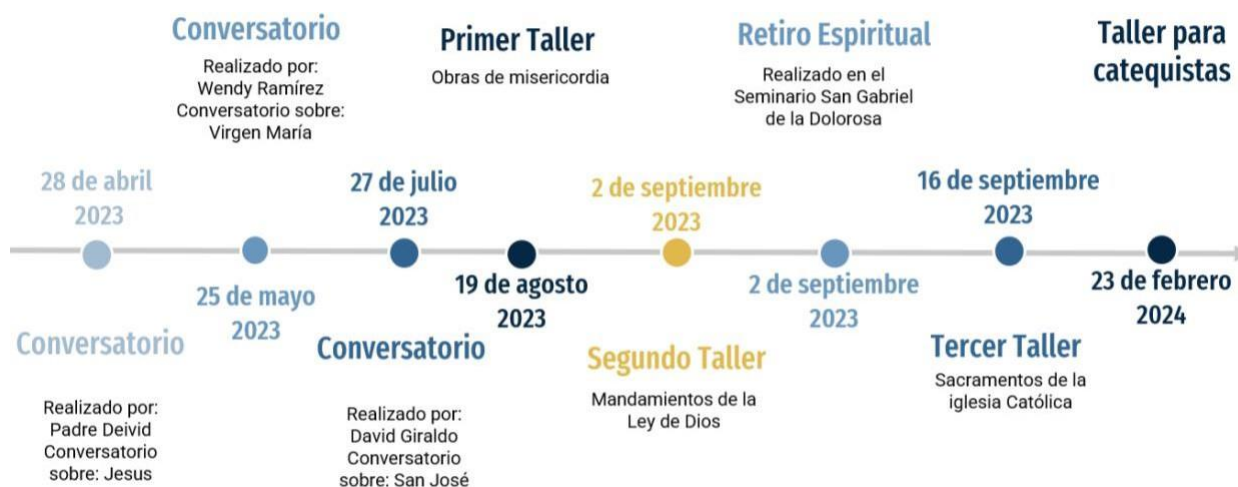 Conversatorio
Realizado por:
Wendy Ramírez
Conversatorio sobre:
Virgen María
Primer Taller
Obras de misericordia
Retiro Espiritual
Realizado en el
Seminario San Gabriel
de la Dolorosa
Taller para
catequistas
28 de abril
2023
27 de julio
2023
2 de septiembre
2023
16 de septiembre
2023
25 de mayo
2023
19 de agosto
2023
2 de septiembre
2023
23 de febrero
2024
Conversatorio
Realizado por:
Padre Deivid
Conversatorio
sobre: Jesus
Conversatorio
Realizado por:
David Giraldo
Conversatorio
sobre: San José
Segundo Taller
Mandamientos de la
Ley de Dios
Tercer Taller
Sacramentos de la
iglesia Católica